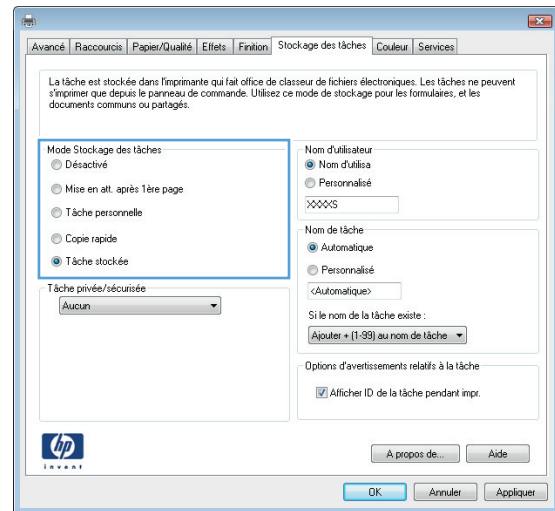 Avancé Raccourcis Papier/Qualité Effets Finition Stockage des tâches Couleur Services
La tâche est stockée dans l'imprimante qui fait office de classeur de fichiers électroniques. Les tâches ne peuvent
s'imprimer que depuis le panneau de commande. Utilisez ce mode de stockage pour les formulaires, et les
documents communs ou partagés.
Mode Stockage des tâches
Désactivé
Mise en att. après 1ère page
Tâche personnelle
Copie rapide
Tâche stockée
Tâche privée/sécurisée
Aucun
Nom d'utilisateur
Nom d'utilisa
Personnalisé
XXXXS
Nom de tâche
Automatique
Personnalisé
<Automatique>
Si le nom de la tâche existe :
Ajouter + (1-99) au nom de tâche
Options d'avertissements relatifs à la tâche
Afficher ID de la tâche pendant impr.
hp
invent
A propos de... Aide
OK Annuler Appliquer